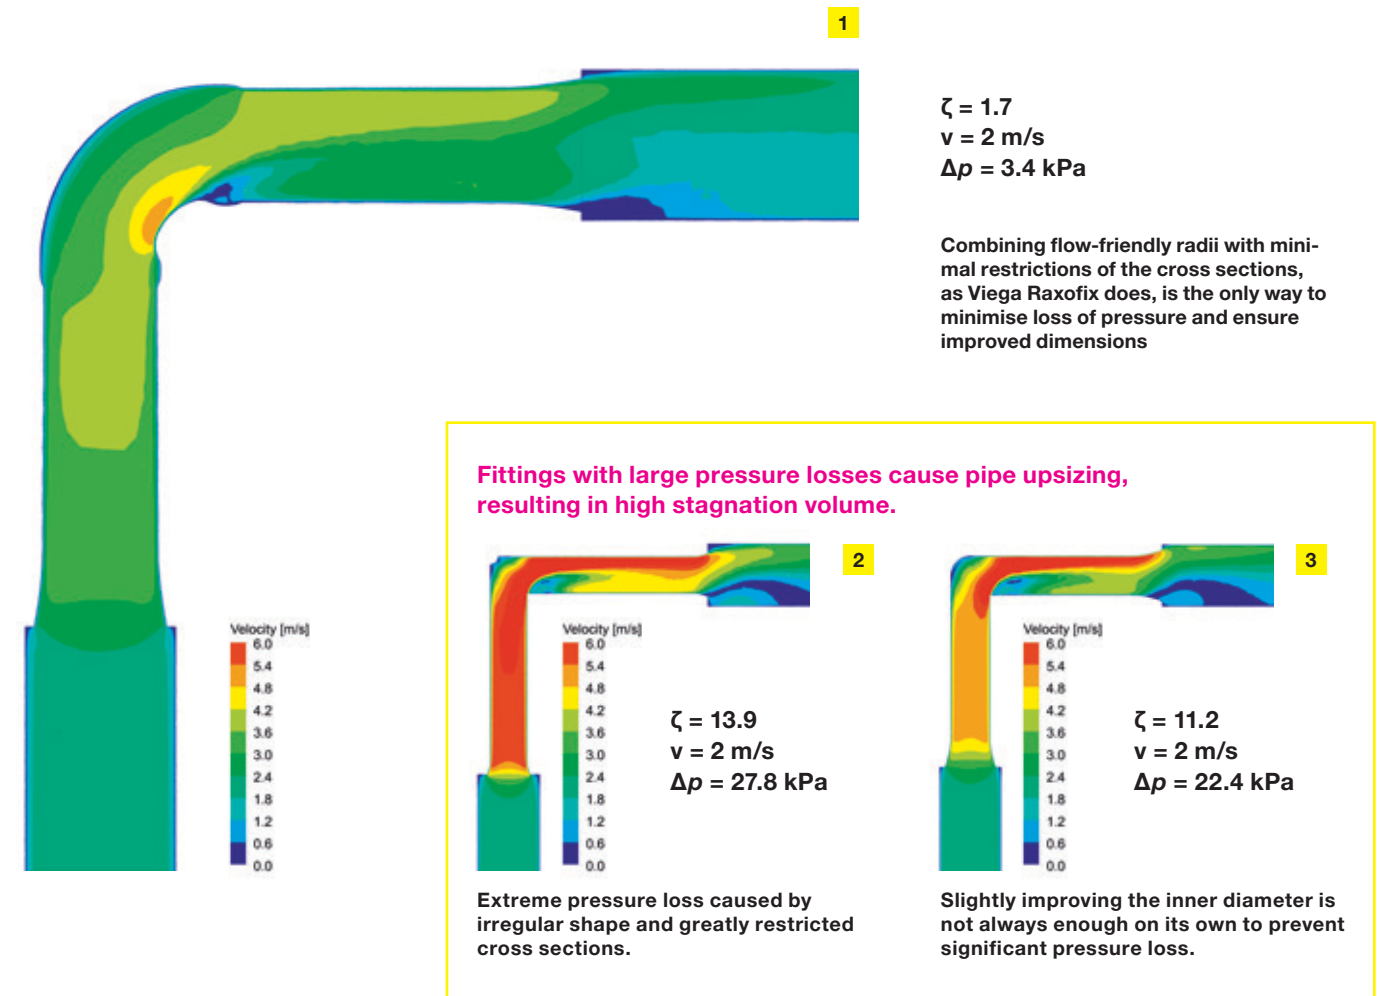 1
ζ = 1.7
v = 2 m/s
Δp = 3.4 kPa
Combining flow-friendly radii with mini-
mal restrictions of the cross sections,
as Viega Raxofix does, is the only way to
minimise loss of pressure and ensure
improved dimensions
Velocity [m/s]
6.0
5.4
4.8
4.2
3.6
3.0
2.4
1.8
1.2
0.6
0.0
Fittings with large pressure losses cause pipe upsizing,
resulting in high stagnation volume.
2
Velocity [m/s]
6.0
5.4
4.8
4.2
3.6
3.0
2.4
1.8
1.2
0.6
0.0
ζ = 13.9
v = 2 m/s
Δp = 27.8 kPa
Extreme pressure loss caused by
irregular shape and greatly restricted
cross sections.
3
Velocity [m/s]
6.0
5.4
4.8
4.2
3.6
3.0
2.4
1.8
1.2
0.6
0.0
ζ = 11.2
v = 2 m/s
Δp = 22.4 kPa
Slightly improving the inner diameter is
not always enough on its own to prevent
significant pressure loss.